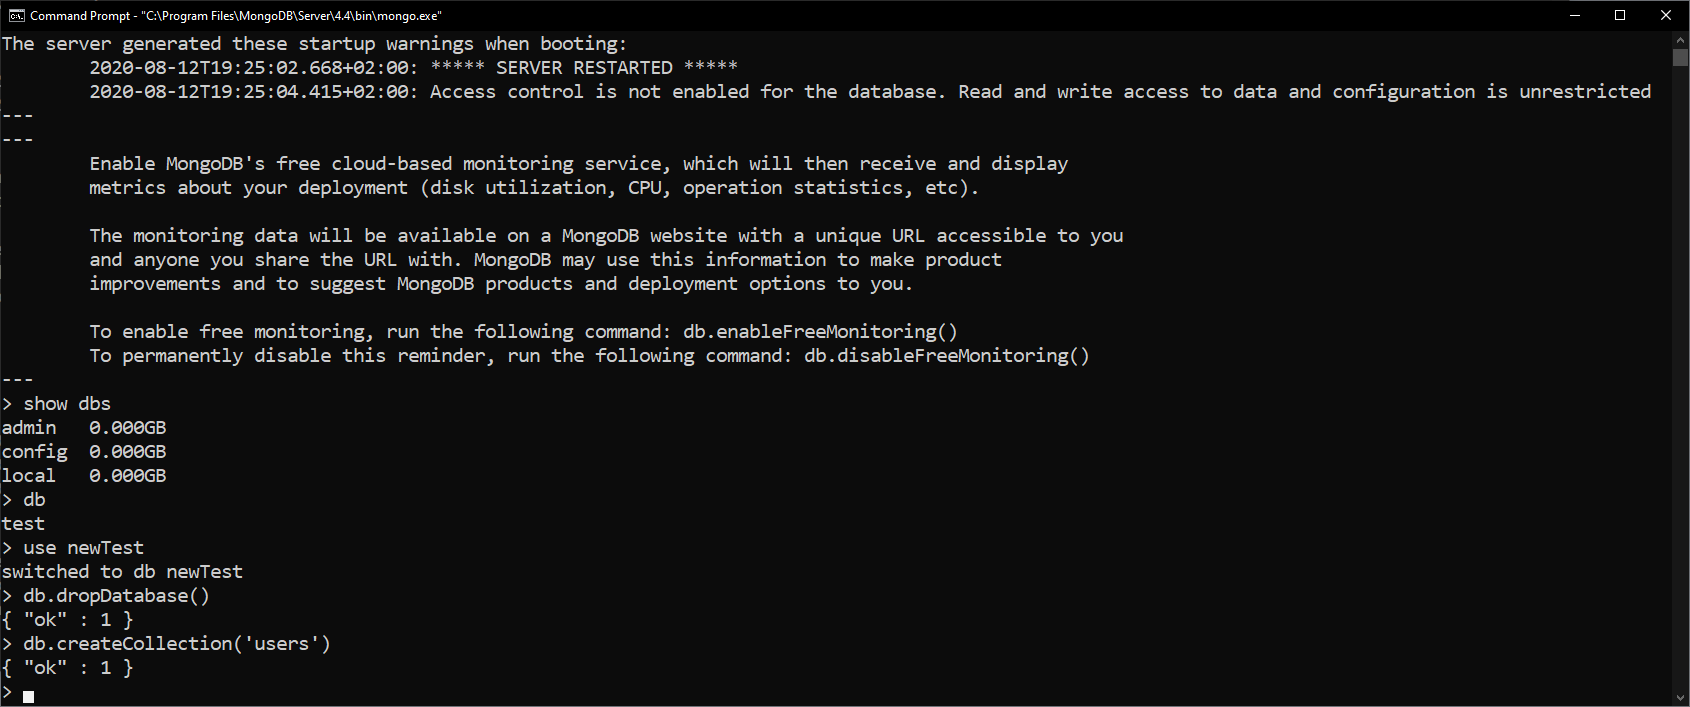 Command Prompt - "C:\Program Files\MongoDB\Server\4.4\bin\mongo.exe"
The server generated these startup warnings when booting:
        2020-08-12T19:25:02.668+02:00: ***** SERVER RESTARTED *****
        2020-08-12T19:25:04.415+02:00: Access control is not enabled for the database. Read and write access to data and configuration is unrestricted
---
---
        Enable MongoDB's free cloud-based monitoring service, which will then receive and display
        metrics about your deployment (disk utilization, CPU, operation statistics, etc).

        The monitoring data will be available on a MongoDB website with a unique URL accessible to you
        and anyone you share the URL with. MongoDB may use this information to make product
        improvements and to suggest MongoDB products and deployment options to you.

        To enable free monitoring, run the following command: db.enableFreeMonitoring()
        To permanently disable this reminder, run the following command: db.disableFreeMonitoring()
---
> show dbs
admin   0.000GB
config  0.000GB
local   0.000GB
> db
test
> use newTest
switched to db newTest
> db.dropDatabase()
{ "ok" : 1 }
> db.createCollection('users')
{ "ok" : 1 }
>